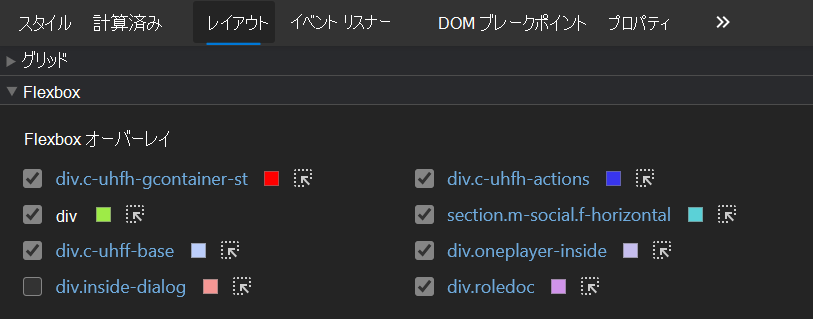 スタイル 計算済み レイアウト イベント リスナー DOM ブレークポイント プロパティ »
グリッド
Flexbox
Flexbox オーバーレイ
div.c-uhfh-gcontainer-st div.c-uhfh-actions
div section.m-social.f-horizontal
div.c-uhff-base div.oneplayer-inside
div.inside-dialog div.roledoc